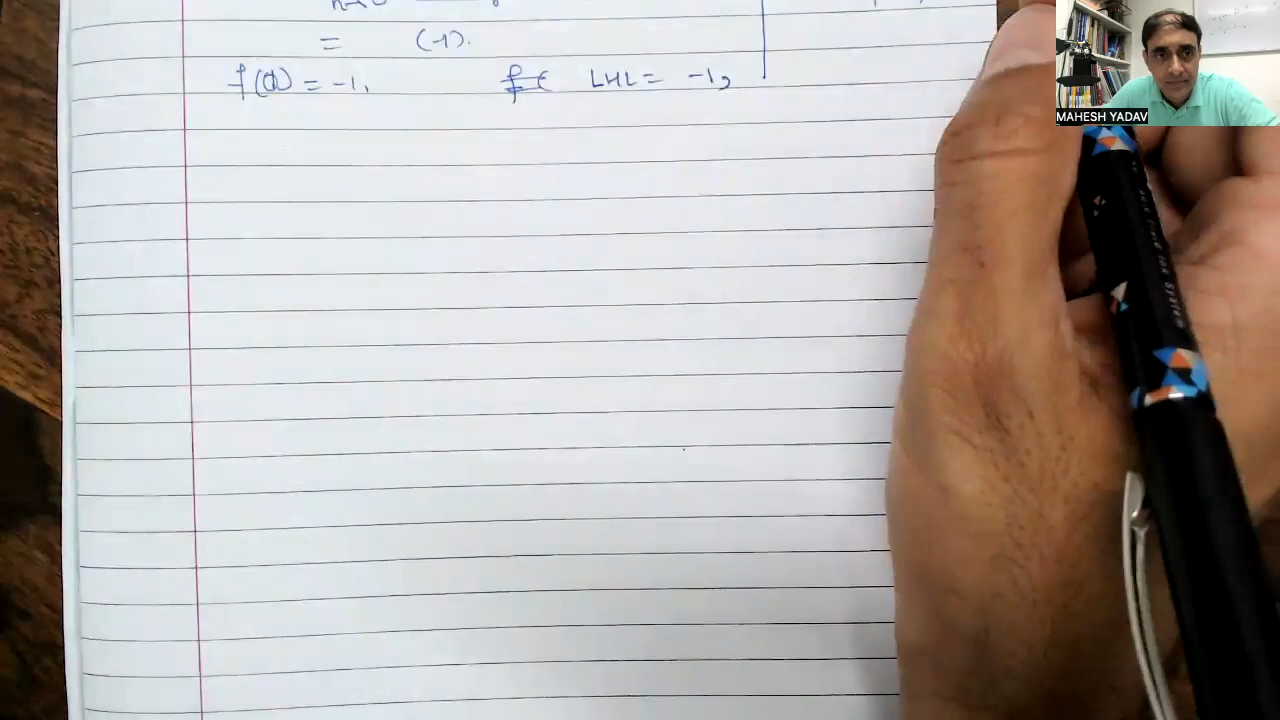 = (-1).
f(0) = -1, LHL = -1,
MAHESH YADAV